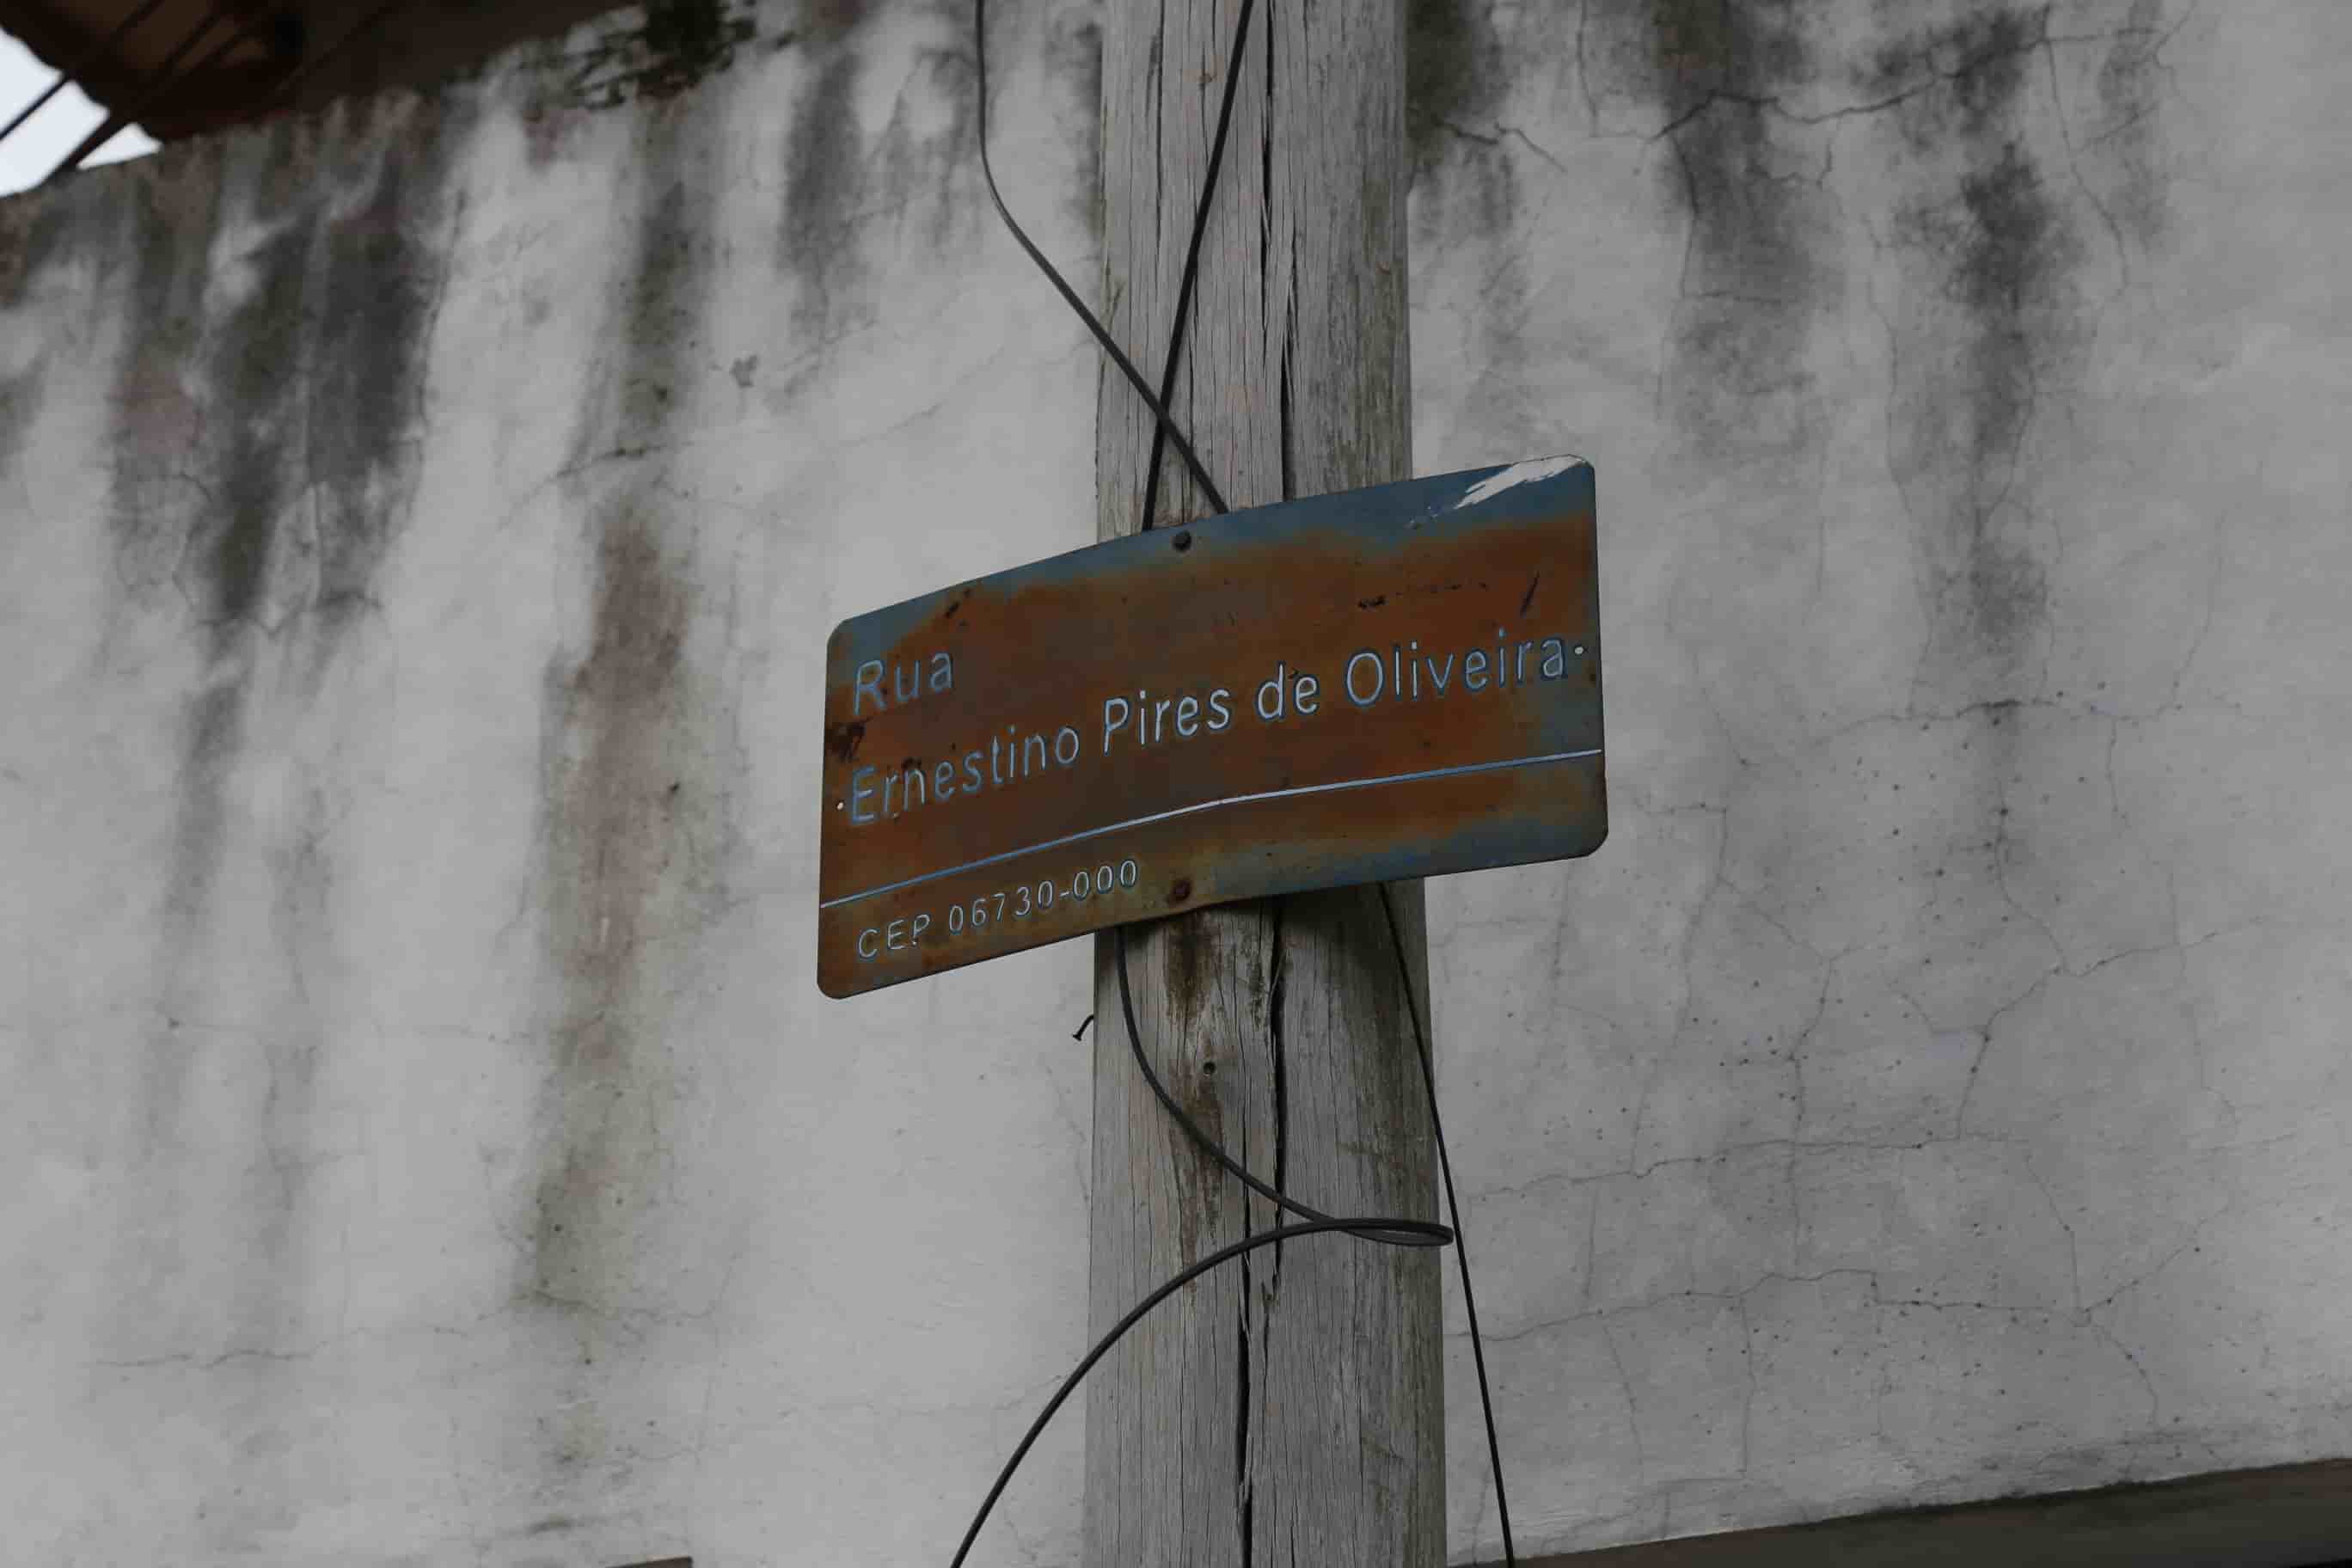 Rua
Ernestino Pires de Oliveira
CEP 06730-000